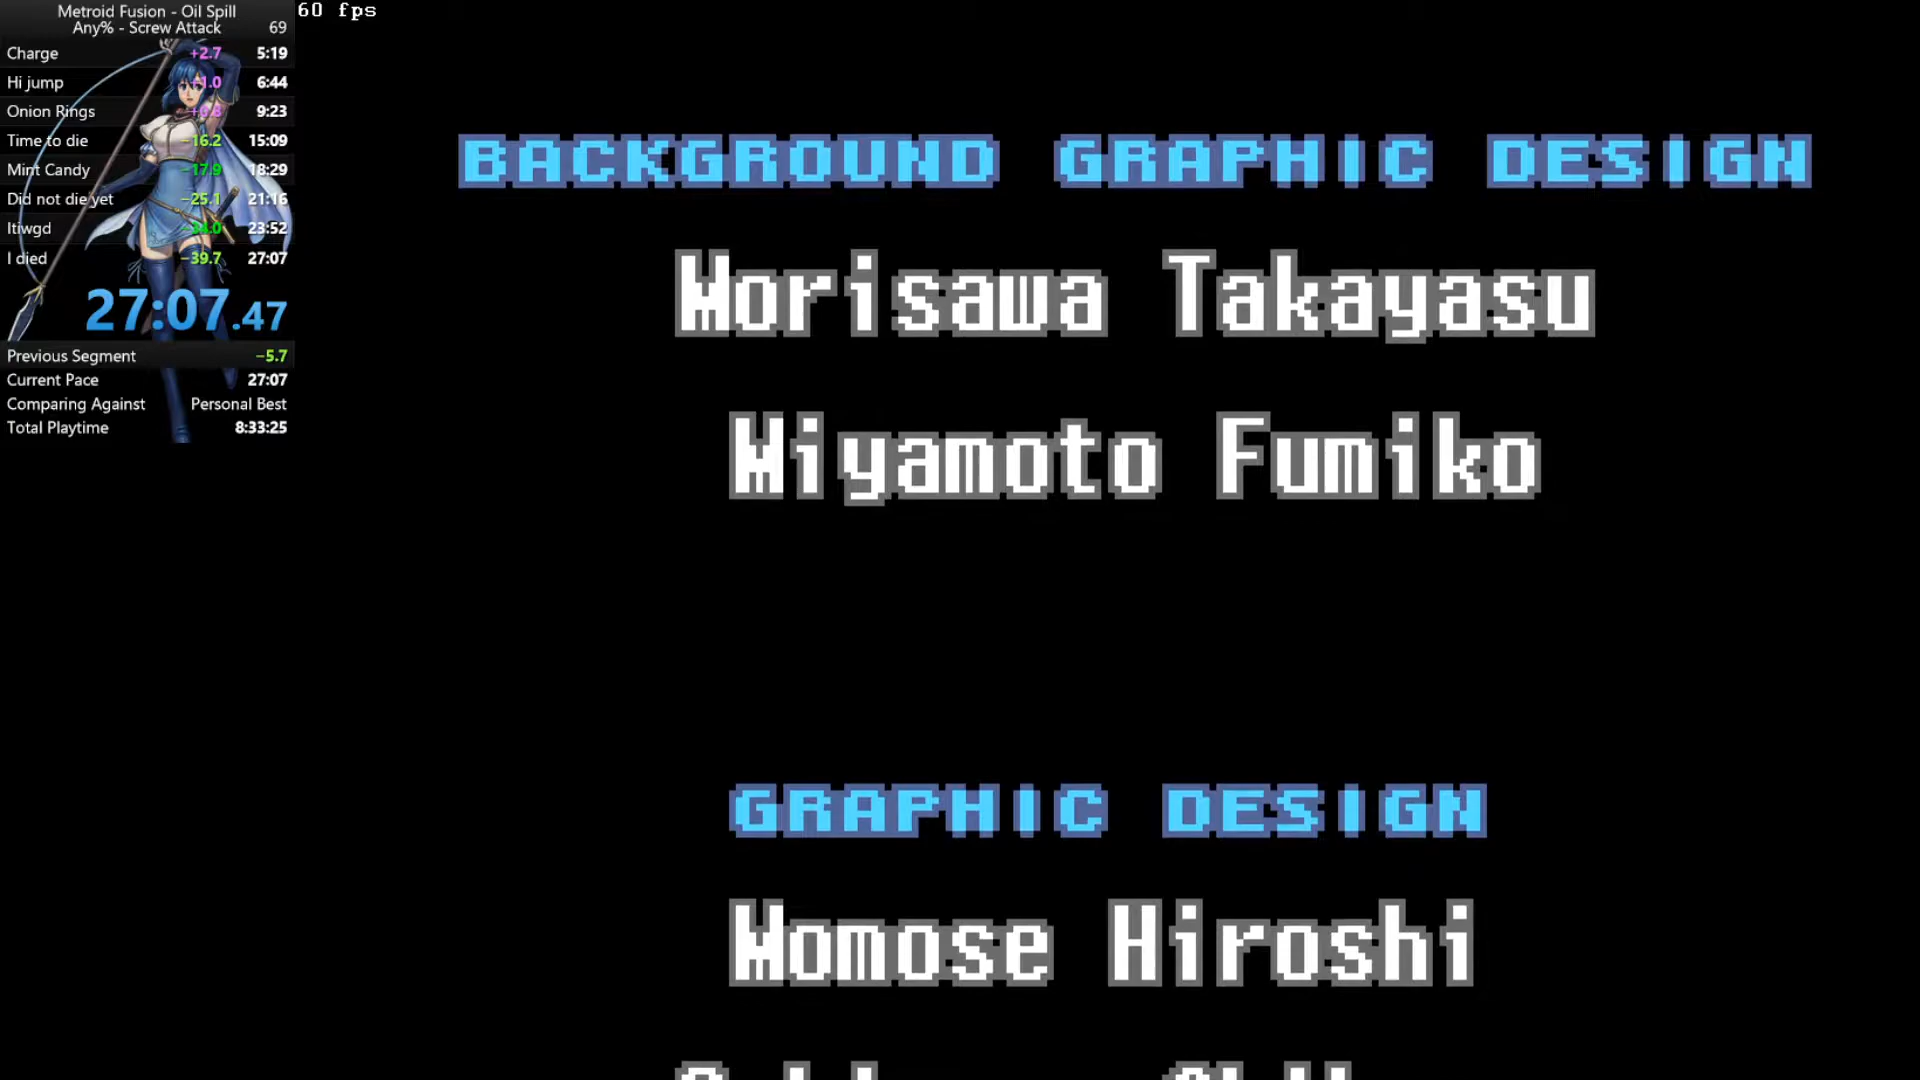 Metroid Fusion - Oil Spill
Any% - Screw Attack 69
60 fps
Charge +2.7 5:19
Hi jump +1.0 6:44
Onion Rings 9:23
Time to die −16.2 15:09
Mint Candy −17.9 18:29
Did not die yet −25.1 21:16
Itiwgd −34.0 23:52
I died −39.7 27:07
27:07.47
Previous Segment −5.7
Current Pace 27:07
Comparing Against Personal Best
Total Playtime 8:33:25
BACKGROUND GRAPHIC DESIGN
Morisawa Takayasu
Miyamoto Fumiko
GRAPHIC DESIGN
Momose Hiroshi